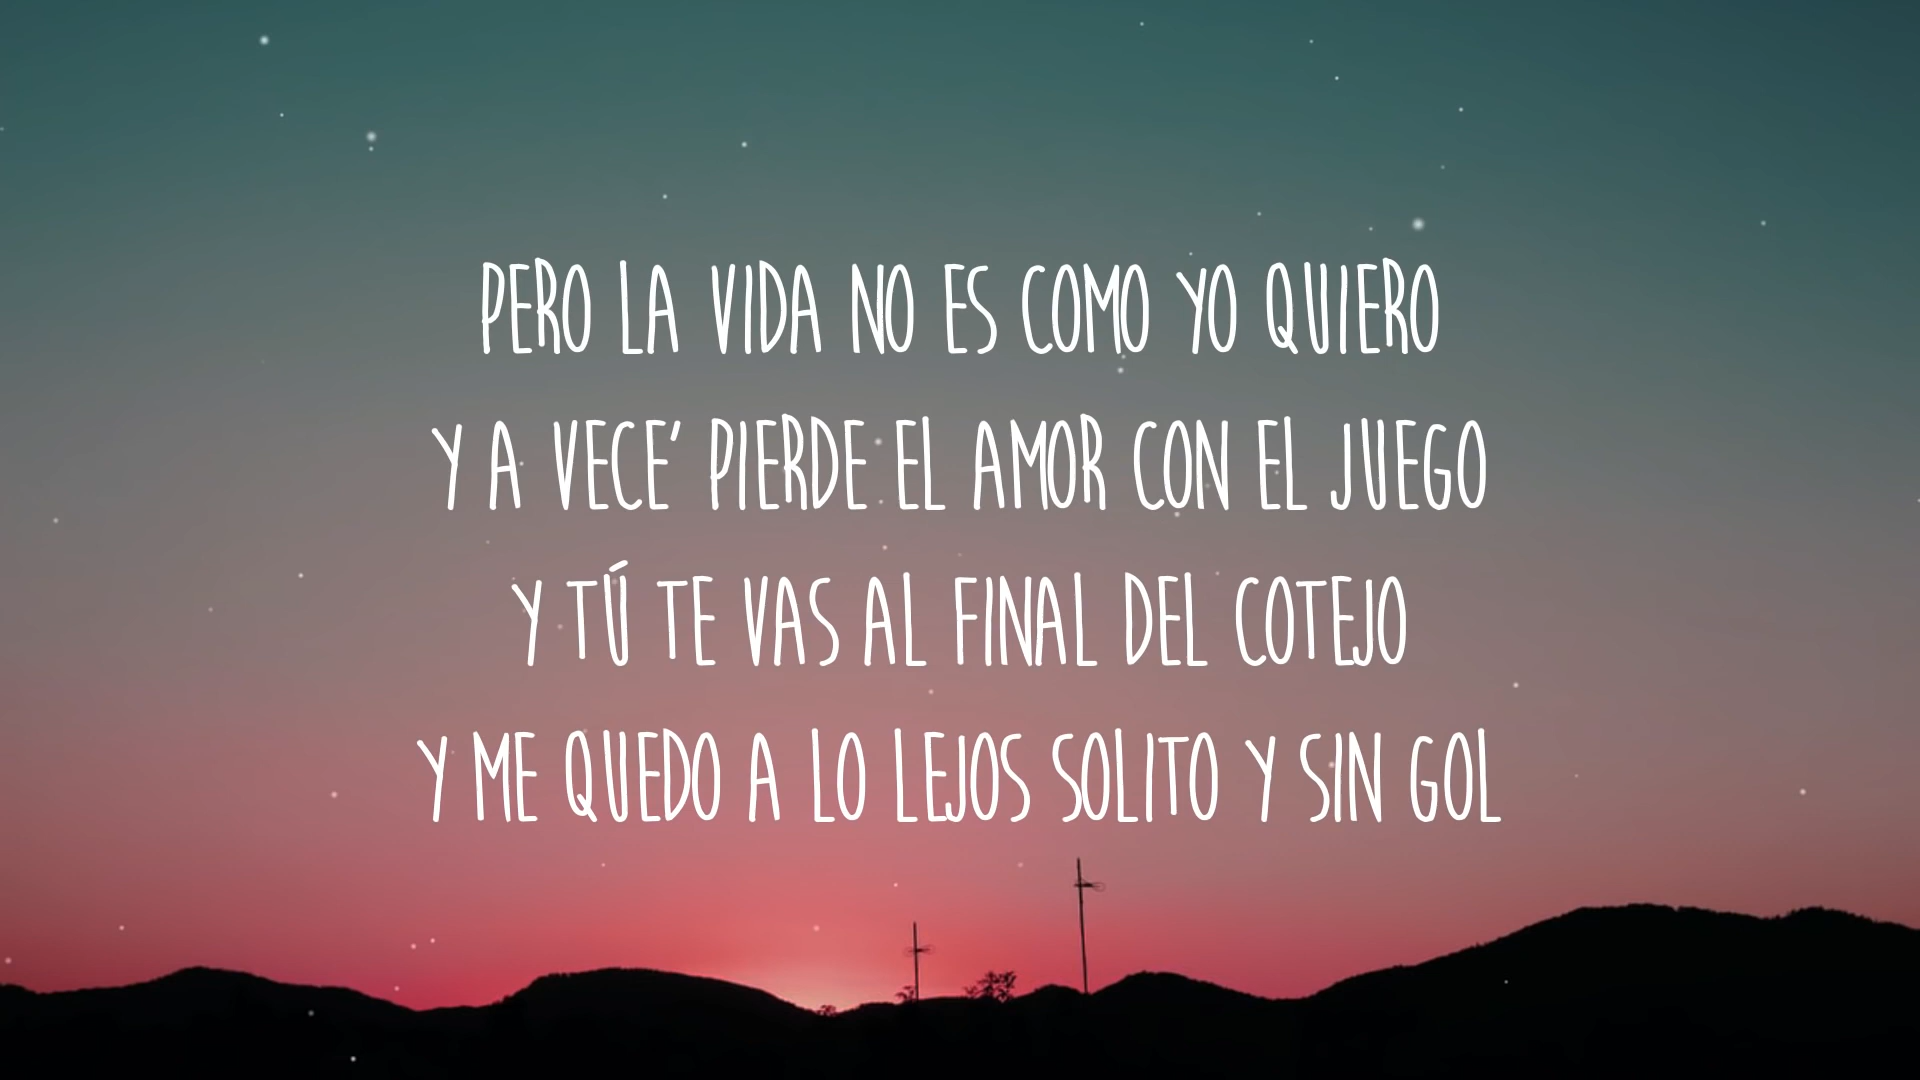 PERO LA VIDA NO ES COMO YO QUIERO
Y A VECE' PIERDE EL AMOR CON EL JUEGO
Y TÚ TE VAS AL FINAL DEL COTEJO
Y ME QUEDO A LO LEJOS SOLITO Y SIN GOL